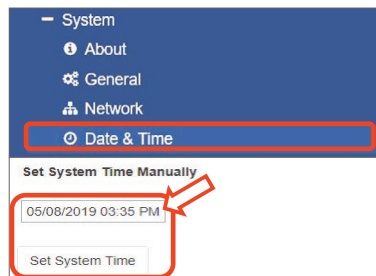 − System
About
General
Network
Date & Time
Set System Time Manually
05/08/2019 03:35 PM
Set System Time